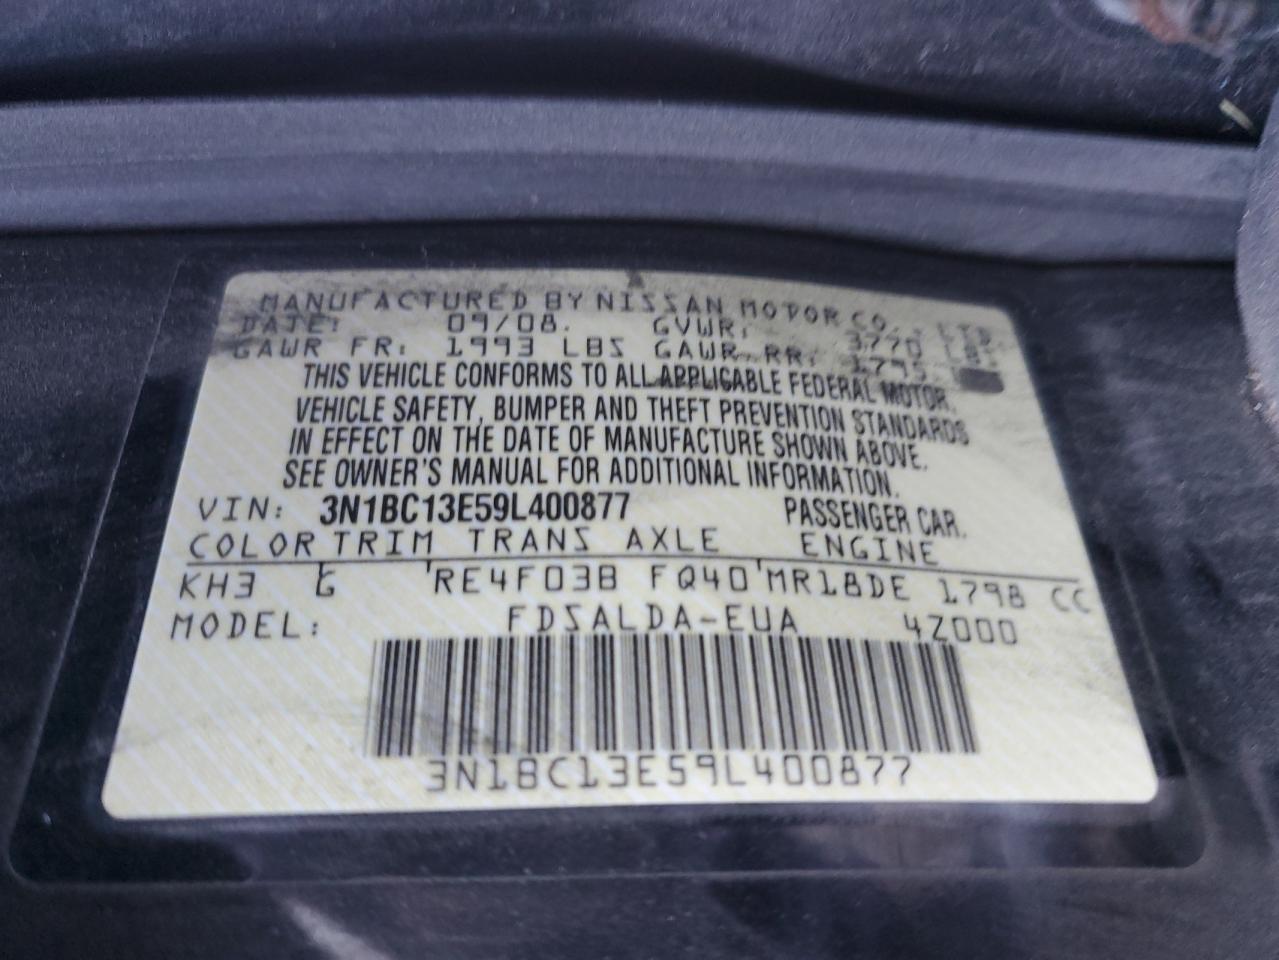 MANUFACTURED BY NISSAN MOTOR CO., LTD
DATE: 09/08. GVWR: 3770 LBS
GAWR FR: 1993 LBS GAWR RR: 1795
THIS VEHICLE CONFORMS TO ALL APPLICABLE FEDERAL MOTOR.
VEHICLE SAFETY, BUMPER AND THEFT PREVENTION STANDARDS
IN EFFECT ON THE DATE OF MANUFACTURE SHOWN ABOVE.
SEE OWNER'S MANUAL FOR ADDITIONAL INFORMATION.
VIN: 3N1BC13E59L400877 PASSENGER CAR.
COLOR TRIM TRANS AXLE ENGINE
KH3 G RE4F03B FQ40 MR18DE 1798 CC
MODEL: FDSALDA-EUA 4Z000
3N1BC13E59L400877